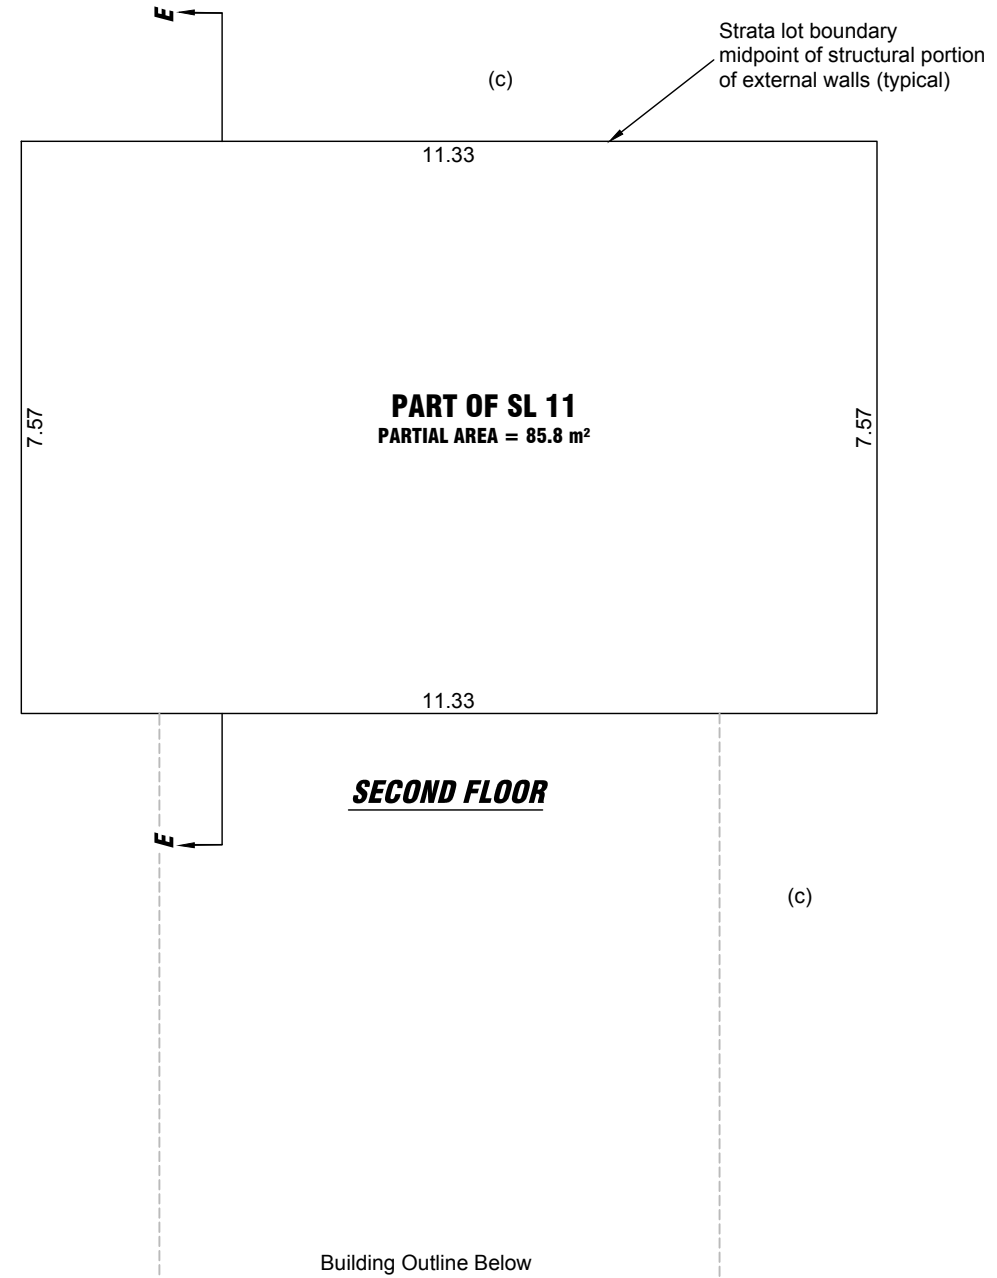 E
Strata lot boundary
midpoint of structural portion
of external walls (typical)
(c)
11.33
7.57
PART OF SL 11
PARTIAL AREA = 85.8 m²
7.57
11.33
SECOND FLOOR
E
(c)
Building Outline Below